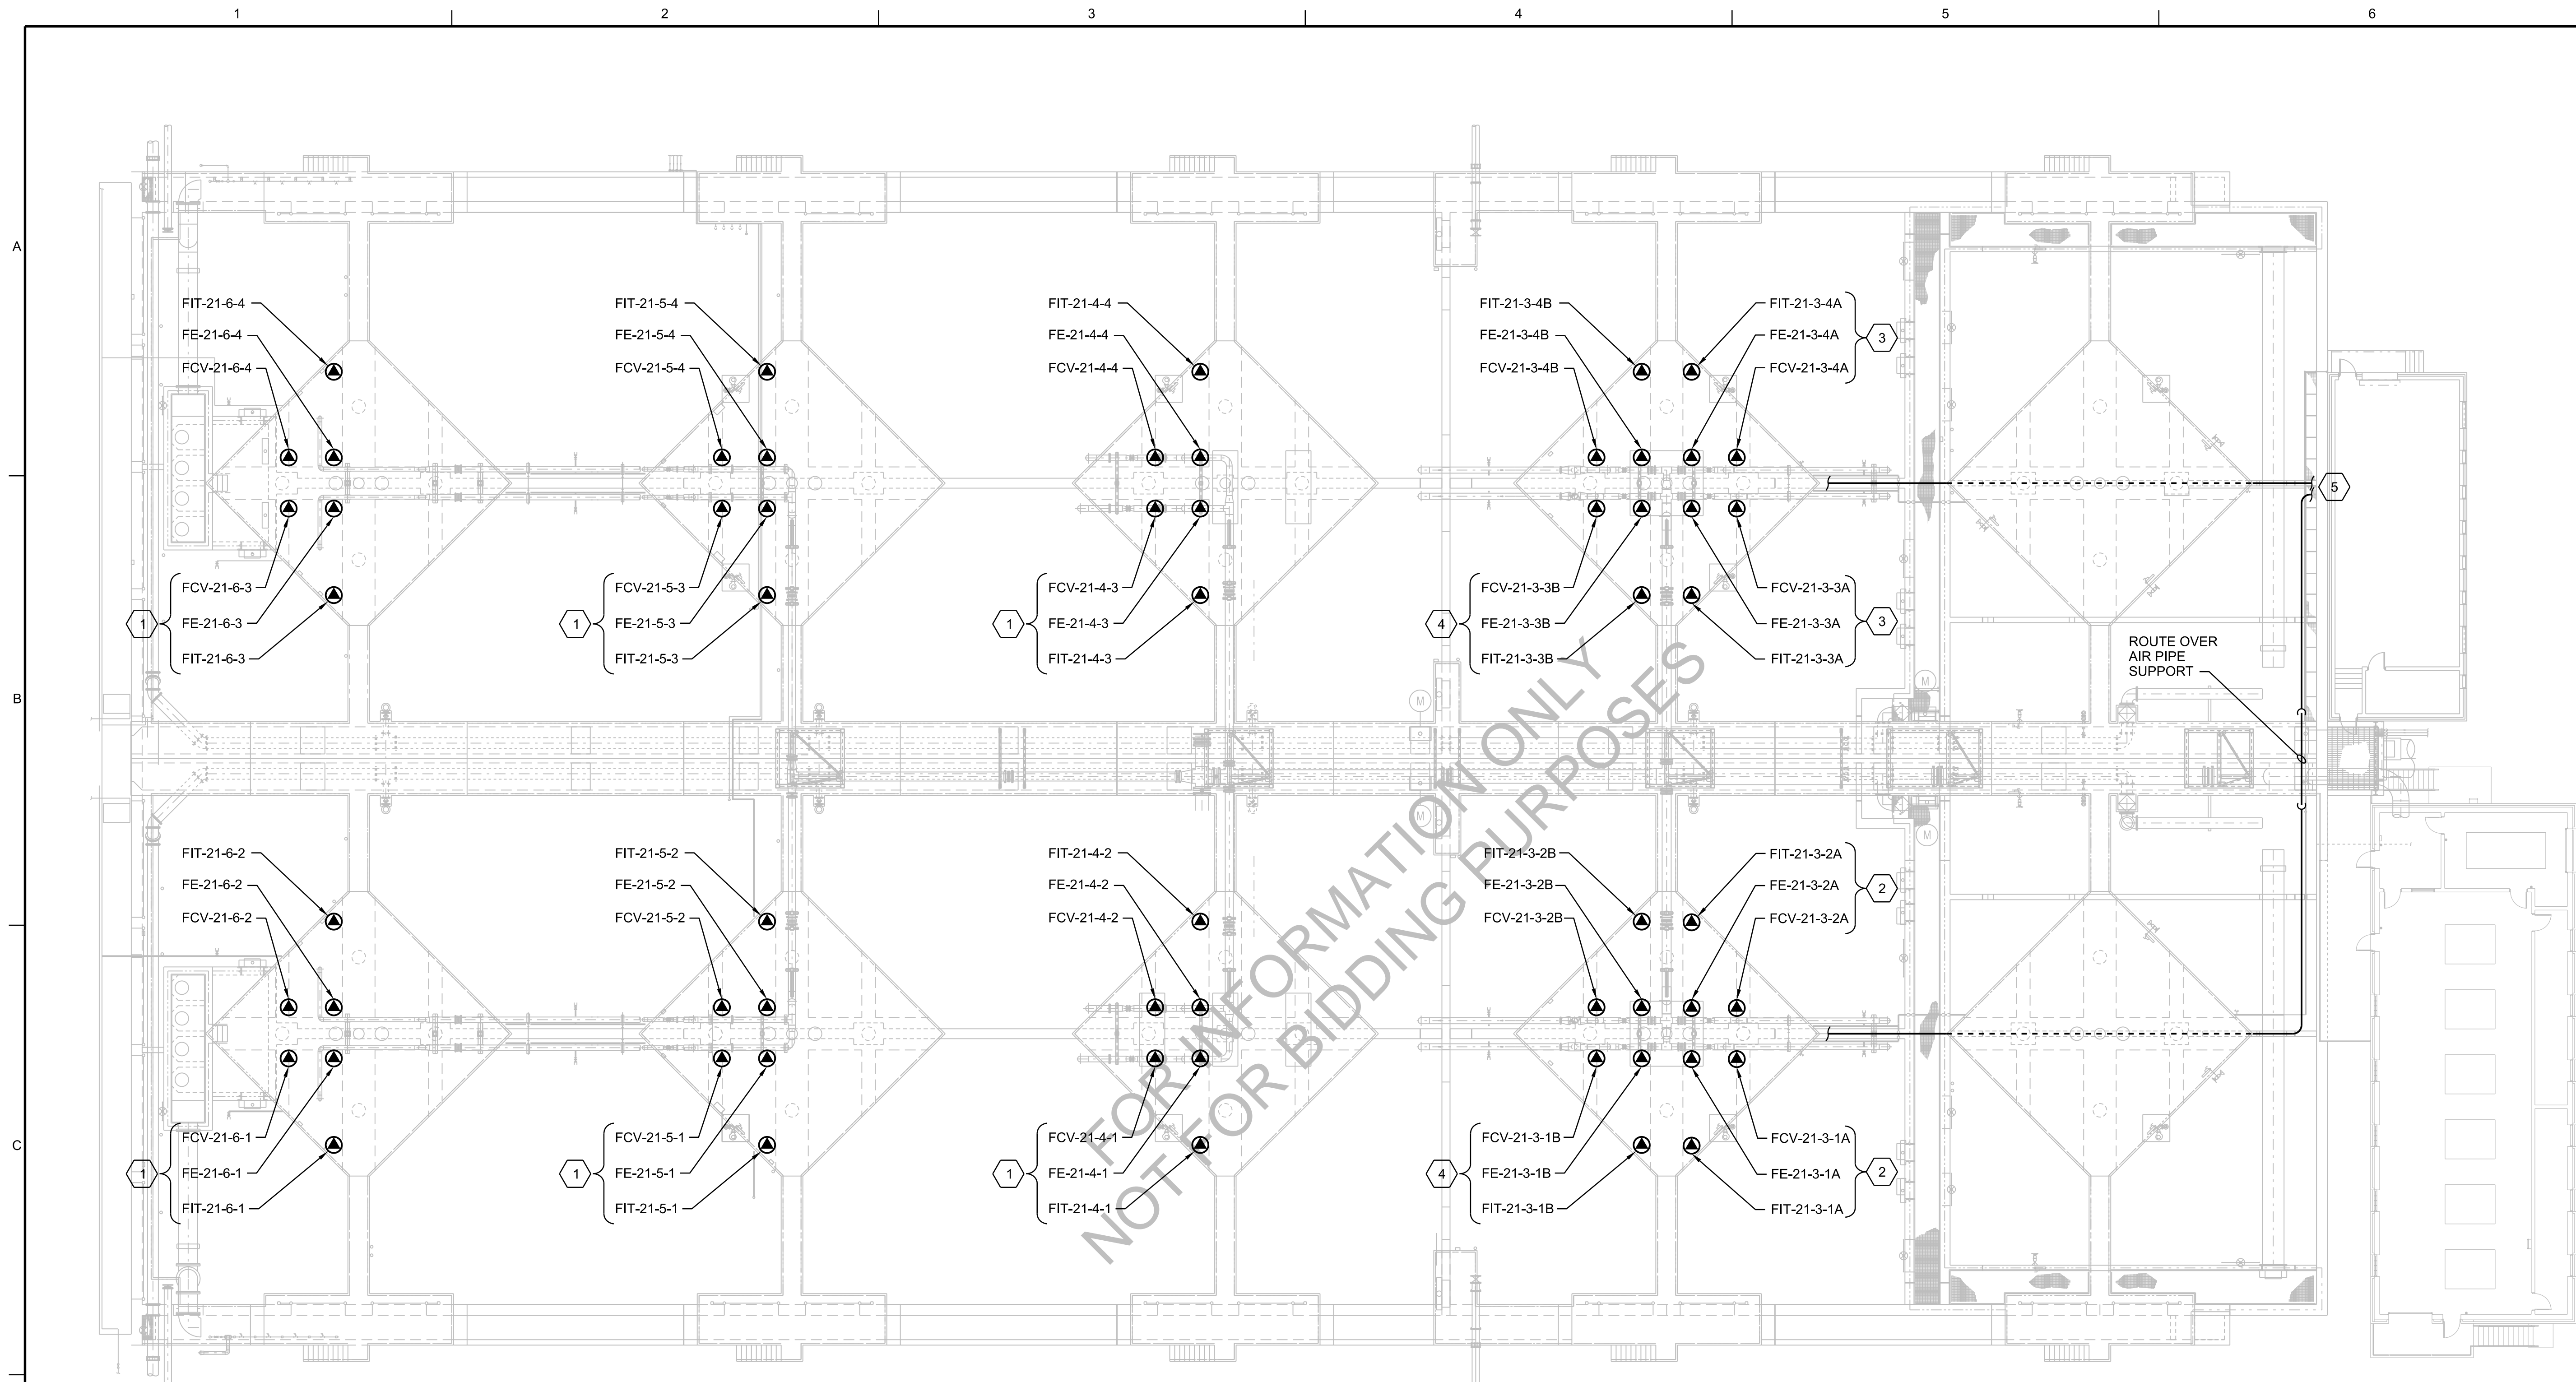 1 2 3 4 5 6
A
FIT-21-6-4
FE-21-6-4
FCV-21-6-4
FIT-21-5-4
FE-21-5-4
FCV-21-5-4
FIT-21-4-4
FE-21-4-4
FCV-21-4-4
FIT-21-3-4B
FE-21-3-4B
FCV-21-3-4B
FIT-21-3-4A
FE-21-3-4A
FCV-21-3-4A
3
5
1
FCV-21-6-3
FE-21-6-3
FIT-21-6-3
1
FCV-21-5-3
FE-21-5-3
FIT-21-5-3
1
FCV-21-4-3
FE-21-4-3
FIT-21-4-3
4
FCV-21-3-3B
FE-21-3-3B
FIT-21-3-3B
FCV-21-3-3A
FE-21-3-3A
FIT-21-3-3A
3
ROUTE OVER
AIR PIPE
SUPPORT
B
M
M
M
M
FIT-21-6-2
FE-21-6-2
FCV-21-6-2
FIT-21-5-2
FE-21-5-2
FCV-21-5-2
FIT-21-4-2
FE-21-4-2
FCV-21-4-2
FIT-21-3-2B
FE-21-3-2B
FCV-21-3-2B
FIT-21-3-2A
FE-21-3-2A
FCV-21-3-2A
2
C
1
FCV-21-6-1
FE-21-6-1
FIT-21-6-1
1
FCV-21-5-1
FE-21-5-1
FIT-21-5-1
1
FCV-21-4-1
FE-21-4-1
FIT-21-4-1
4
FCV-21-3-1B
FE-21-3-1B
FIT-21-3-1B
FCV-21-3-1A
FE-21-3-1A
FIT-21-3-1A
2
FOR INFORMATION ONLY
NOT FOR BIDDING PURPOSES